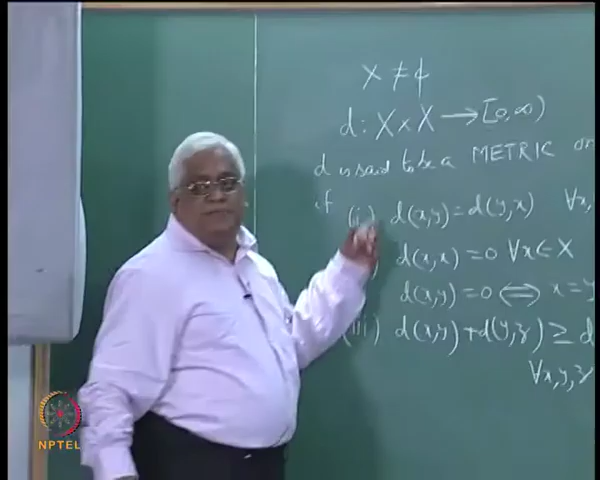 X ≠ ϕ
d: X×X → [0,∞)
d is said to be a METRIC on
if (i) d(x,y)=d(y,x) ∀x,
d(x,x)=0 ∀x∈X
d(x,y)=0 ⟺ x=y
(iii) d(x,y)+d(y,z) ≥ d
∀x,y,z
NPTEL